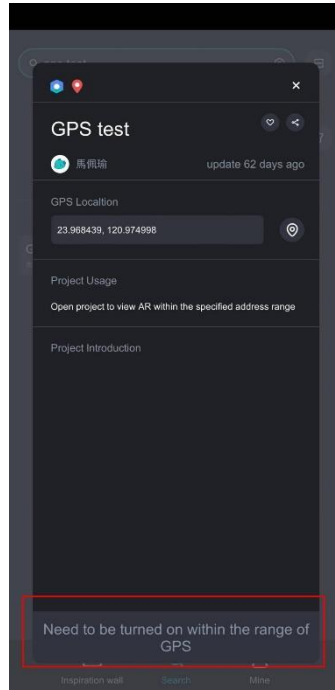 GPS test
馬佩瑜
update 62 days ago
GPS Localtion
23.968439, 120.974998
Project Usage
Open project to view AR within the specified address range
Project Introduction
Need to be turned on within the range of
GPS
Inspiration wall
Search
Mine